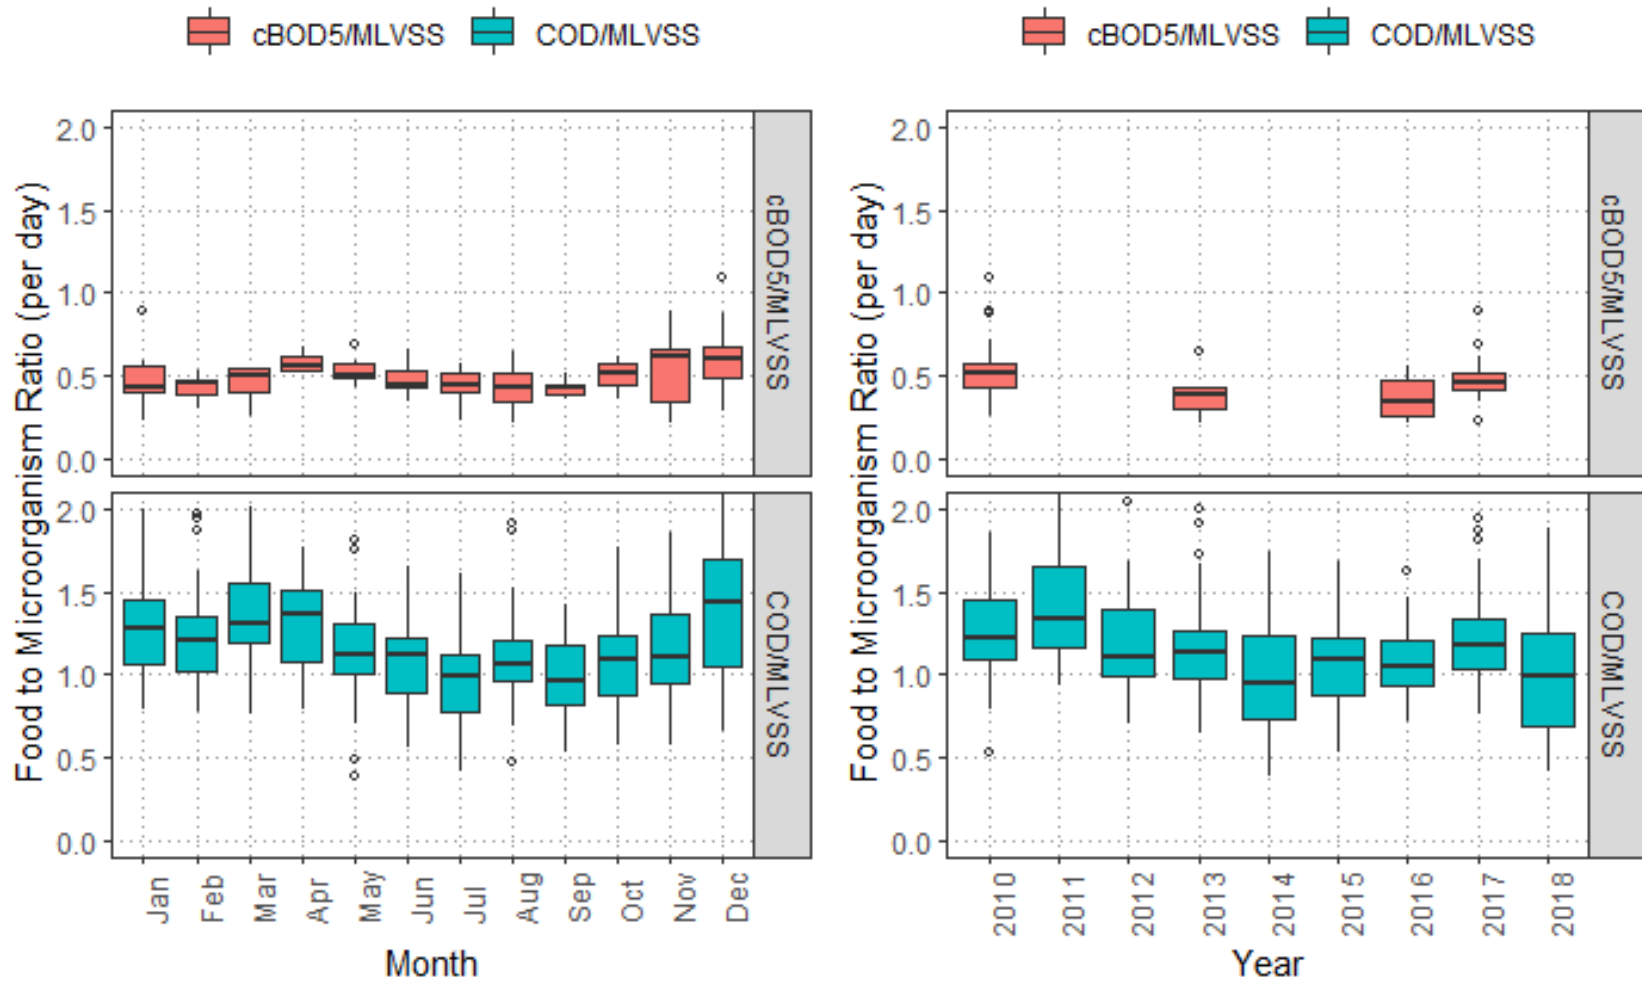 cBOD5/MLVSS COD/MLVSS
cBOD5/MLVSS COD/MLVSS
Food to Microorganism Ratio (per day)
2.0
1.5
1.0
0.5
0.0
cBOD5/MLVSS
2.0
1.5
1.0
0.5
0.0
COD/MLVSS
Jan Feb Mar Apr May Jun Jul Aug Sep Oct Nov Dec
Month
Food to Microorganism Ratio (per day)
2.0
1.5
1.0
0.5
0.0
cBOD5/MLVSS
2.0
1.5
1.0
0.5
0.0
COD/MLVSS
2010 2011 2012 2013 2014 2015 2016 2017 2018
Year